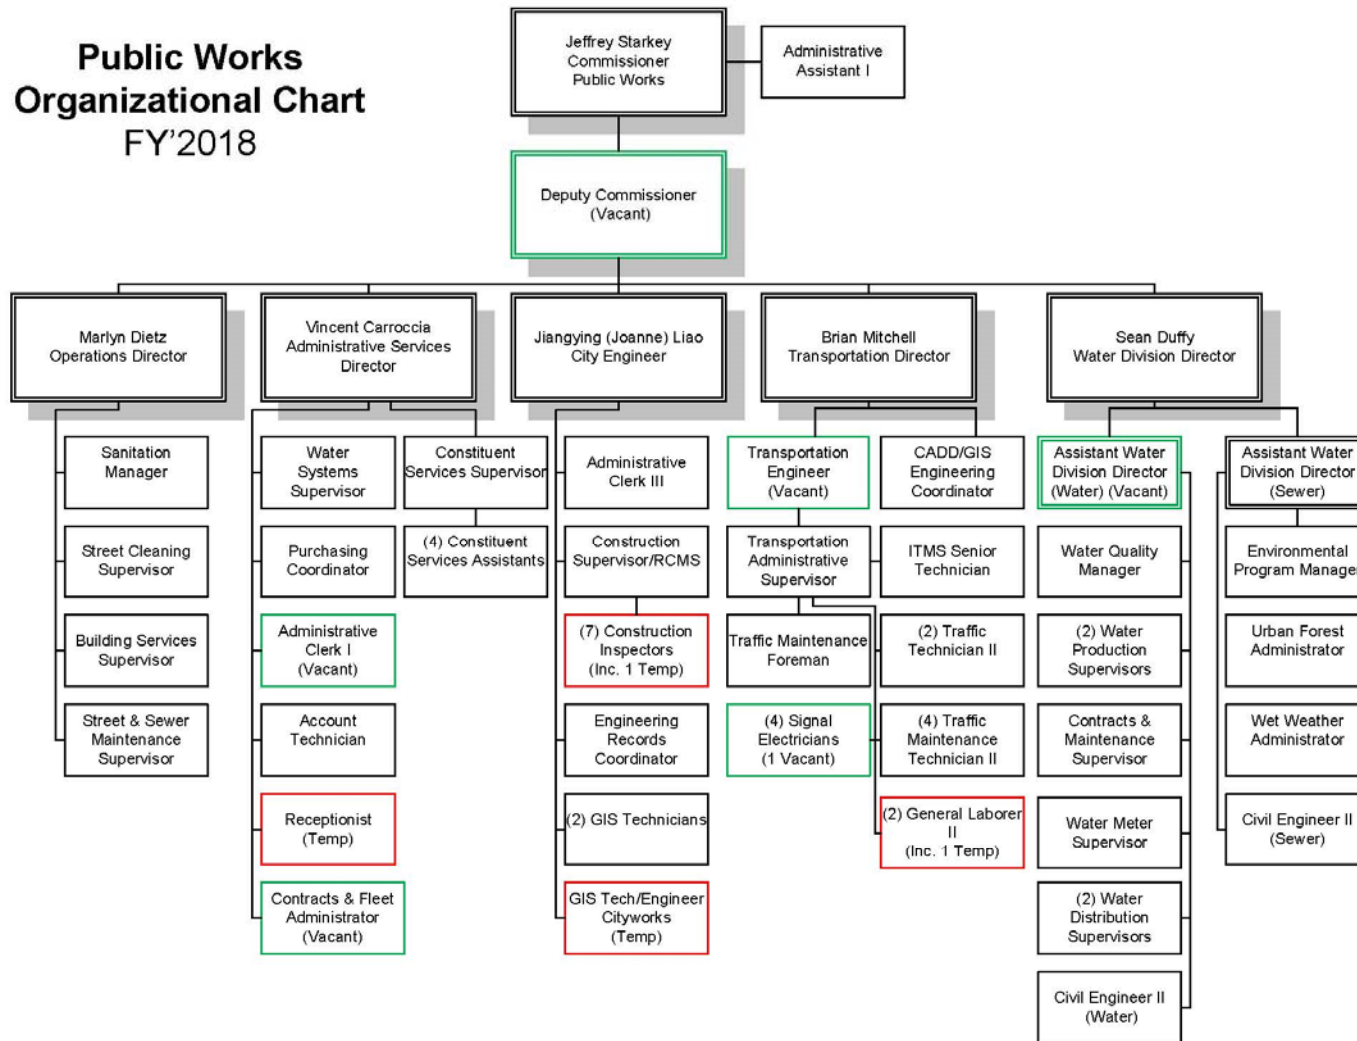 Public Works
Organizational Chart
FY'2018
Jeffrey Starkey
Commissioner
Public Works
Administrative
Assistant I
Deputy Commissioner
(Vacant)
Marlyn Dietz
Operations Director
Vincent Carroccia
Administrative Services
Director
Jiangying (Joanne) Liao
City Engineer
Brian Mitchell
Transportation Director
Sean Duffy
Water Division Director
Sanitation
Manager
Street Cleaning
Supervisor
Building Services
Supervisor
Street & Sewer
Maintenance
Supervisor
Water
Systems
Supervisor
Purchasing
Coordinator
Administrative
Clerk I
(Vacant)
Account
Technician
Receptionist
(Temp)
Contracts & Fleet
Administrator
(Vacant)
Constituent
Services Supervisor
(4) Constituent
Services Assistants
Administrative
Clerk III
Construction
Supervisor/RCMS
(7) Construction
Inspectors
(Inc. 1 Temp)
Engineering
Records
Coordinator
(2) GIS Technicians
GIS Tech/Engineer
Cityworks
(Temp)
Transportation
Engineer
(Vacant)
Transportation
Administrative
Supervisor
Traffic Maintenance
Foreman
(4) Signal
Electricians
(1 Vacant)
CADD/GIS
Engineering
Coordinator
ITMS Senior
Technician
(2) Traffic
Technician II
(4) Traffic
Maintenance
Technician II
(2) General Laborer
II
(Inc. 1 Temp)
Assistant Water
Division Director
(Water) (Vacant)
Water Quality
Manager
(2) Water
Production
Supervisors
Contracts &
Maintenance
Supervisor
Water Meter
Supervisor
(2) Water
Distribution
Supervisors
Civil Engineer II
(Water)
Assistant Water
Division Director
(Sewer)
Environmental
Program Manager
Urban Forest
Administrator
Wet Weather
Administrator
Civil Engineer II
(Sewer)